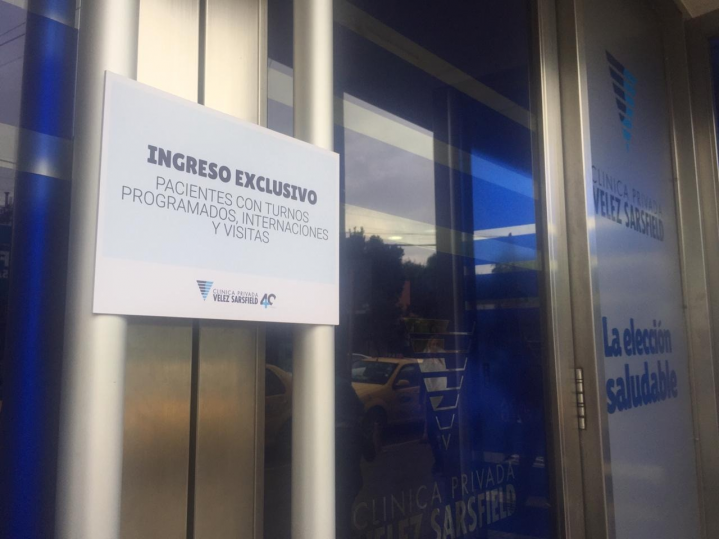 INGRESO EXCLUSIVO
PACIENTES CON TURNOS
PROGRAMADOS, INTERNACIONES
Y VISITAS
CLINICA PRIVADA
VELEZ SARSFIELD 40
CLINICA PRIVADA
VELEZ SARSFIELD
La elección
saludable
CLINICA PRIVADA
VELEZ SARSFIELD